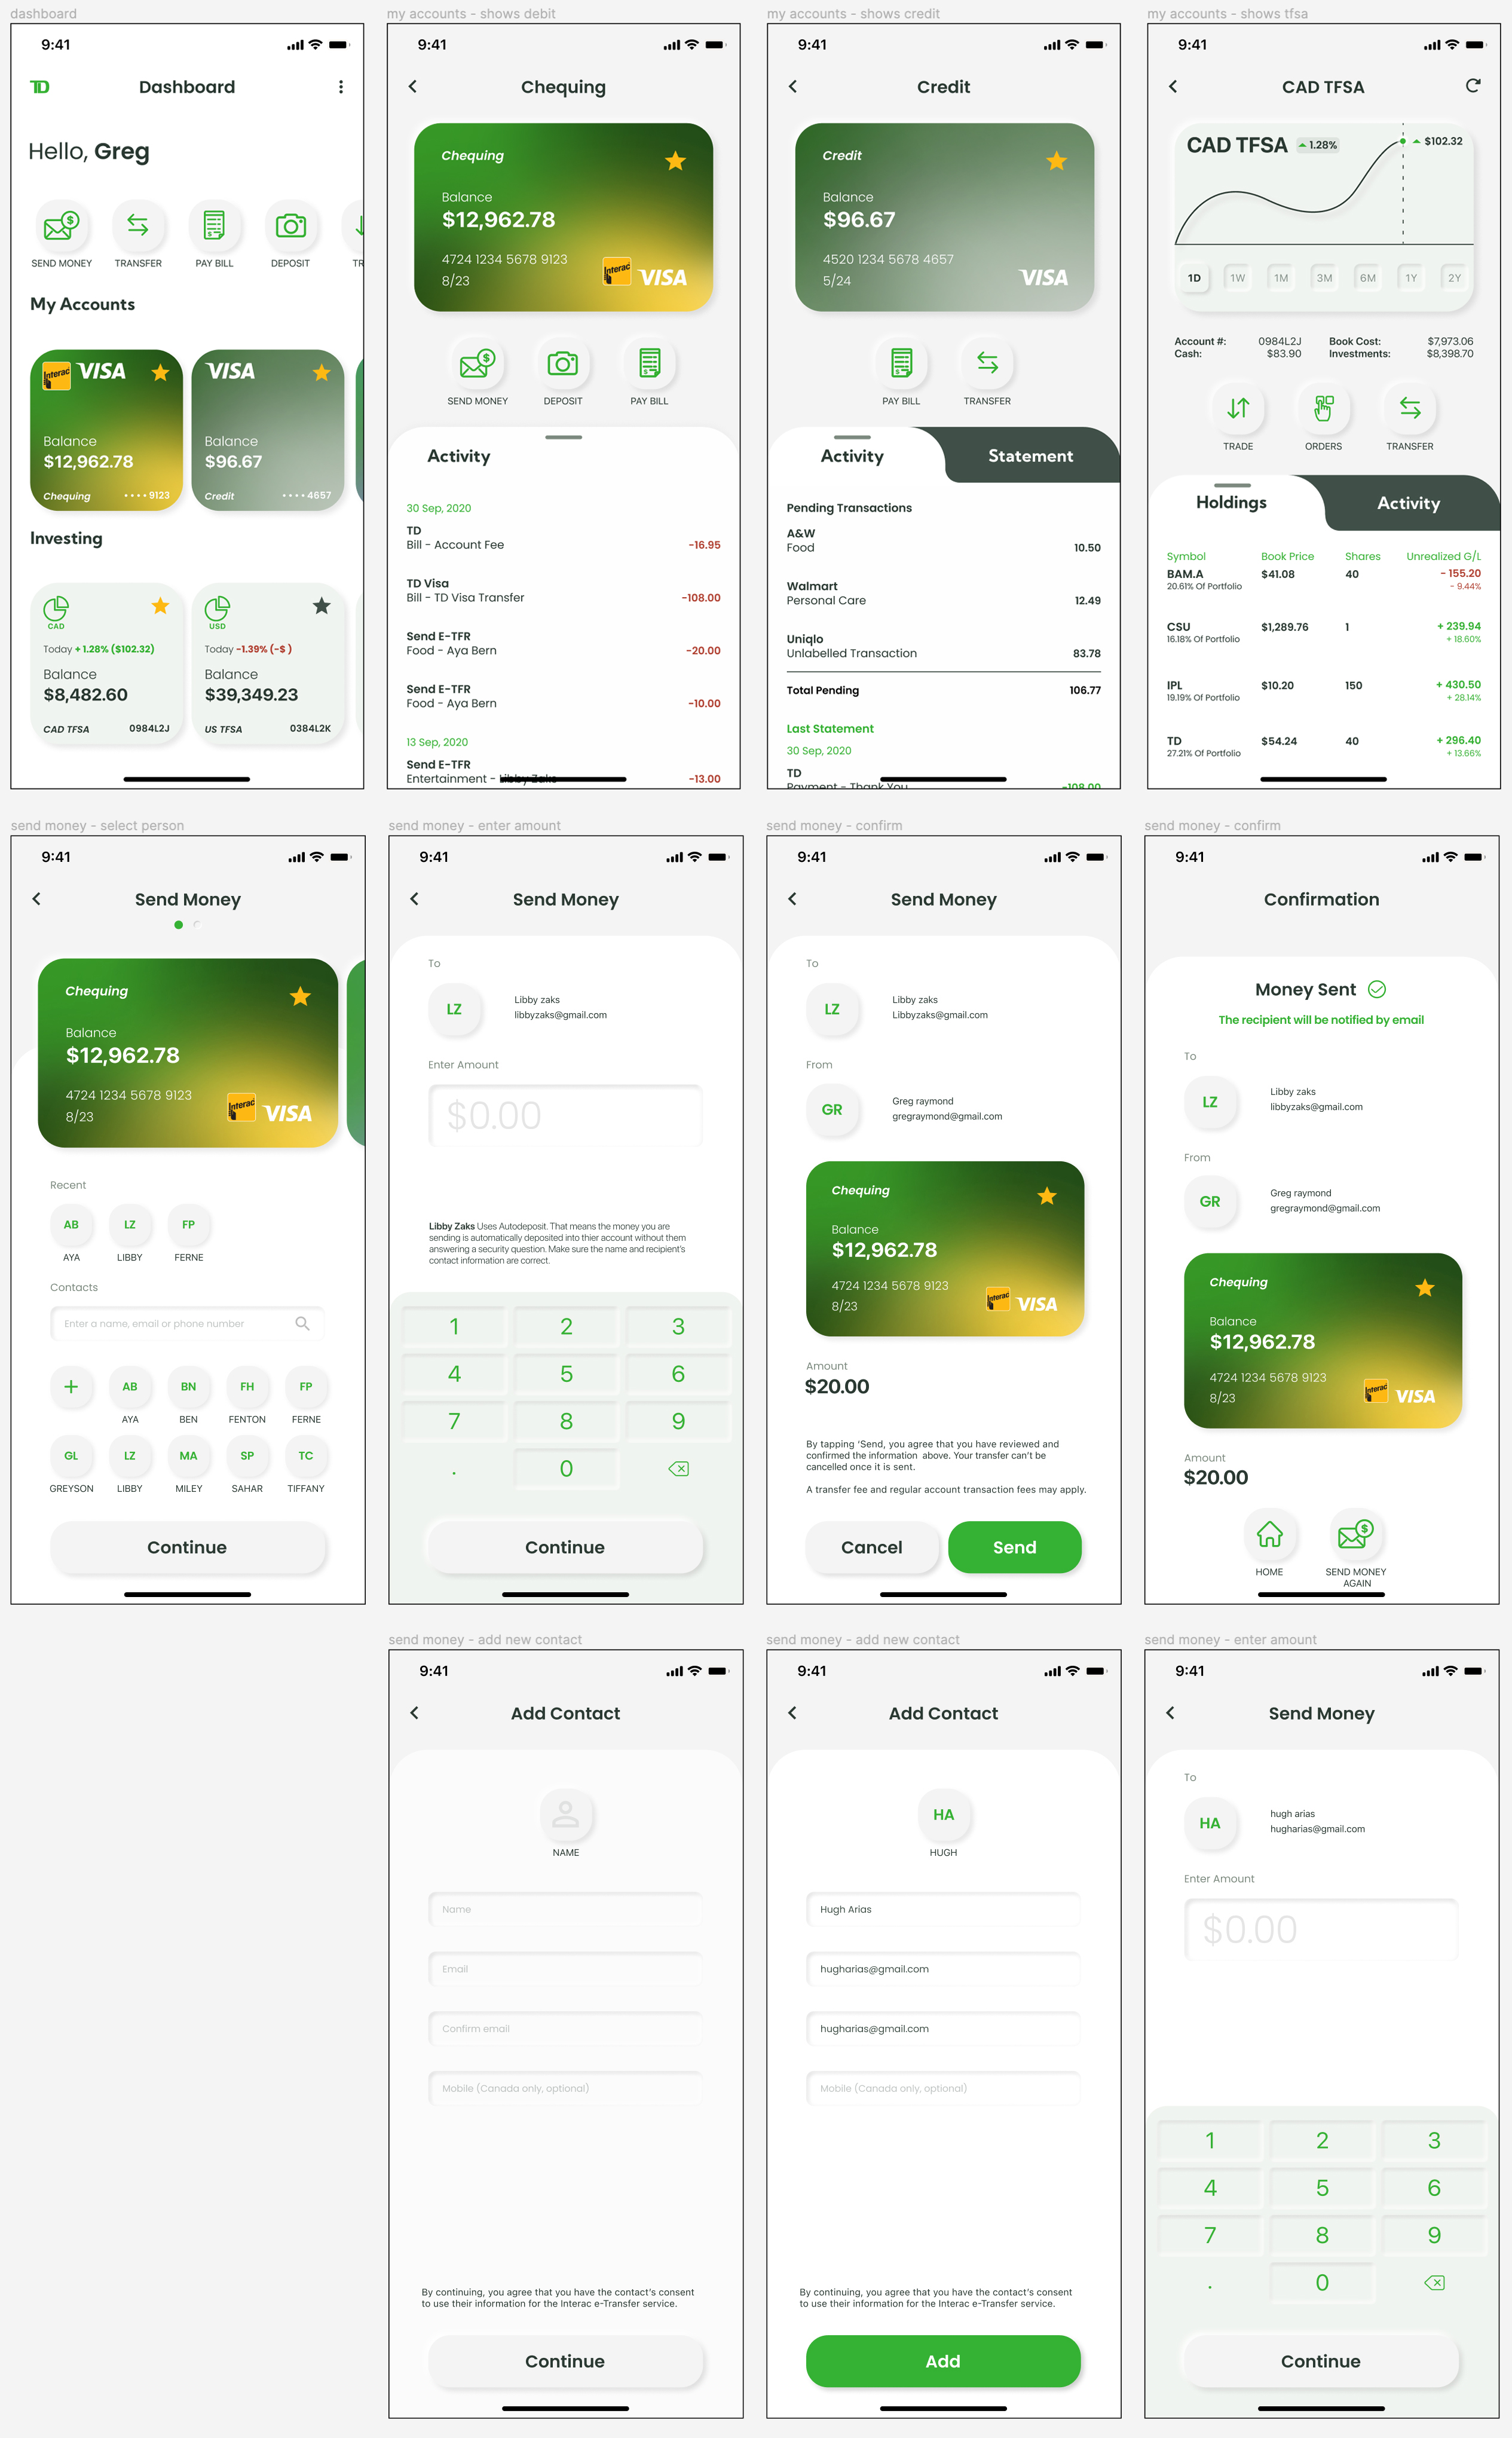 dashboard
9:41
TD
Dashboard
Hello, Greg
SEND MONEY
TRANSFER
PAY BILL
DEPOSIT
TR
My Accounts
Interac VISA
Balance
$12,962.78
Chequing •••• 9123
VISA
Balance
$96.67
Credit •••• 4657
Investing
CAD
Today +1.28% ($102.32)
Balance
$8,482.60
CAD TFSA 0984L2J
USD
Today -1.39% (-$ )
Balance
$39,349.23
US TFSA 0384L2K
my accounts - shows debit
9:41
Chequing
Chequing
Balance
$12,962.78
4724 1234 5678 9123
8/23
Interac VISA
SEND MONEY
DEPOSIT
PAY BILL
Activity
30 Sep, 2020
TD
Bill - Account Fee -16.95
TD Visa
Bill - TD Visa Transfer -108.00
Send E-TFR
Food - Aya Bern -20.00
Send E-TFR
Food - Aya Bern -10.00
13 Sep, 2020
Send E-TFR
Entertainment - Libby Zaks -13.00
my accounts - shows credit
9:41
Credit
Credit
Balance
$96.67
4520 1234 5678 4657
5/24
VISA
PAY BILL
TRANSFER
Activity
Statement
Pending Transactions
A&W
Food 10.50
Walmart
Personal Care 12.49
Uniqlo
Unlabelled Transaction 83.78
Total Pending 106.77
Last Statement
30 Sep, 2020
TD
Payment - Thank You -108.00
my accounts - shows tfsa
9:41
CAD TFSA
CAD TFSA 1.28% $102.32
1D 1W 1M 3M 6M 1Y 2Y
Account #: 0984L2J Book Cost: $7,973.06
Cash: $83.90 Investments: $8,398.70
TRADE
ORDERS
TRANSFER
Holdings
Activity
Symbol Book Price Shares Unrealized G/L
BAM.A $41.08 40 - 155.20
20.61% Of Portfolio - 9.44%
CSU $1,289.76 1 + 239.94
16.18% Of Portfolio + 18.60%
IPL $10.20 150 + 430.50
19.19% Of Portfolio + 28.14%
TD $54.24 40 + 296.40
27.21% Of Portfolio + 13.66%
send money - select person
9:41
Send Money
Chequing
Balance
$12,962.78
4724 1234 5678 9123
8/23
Interac VISA
Recent
AB LZ FP
AYA LIBBY FERNE
Contacts
Enter a name, email or phone number
+ AB BN FH FP
AYA BEN FENTON FERNE
GL LZ MA SP TC
GREYSON LIBBY MILEY SAHAR TIFFANY
Continue
send money - enter amount
9:41
Send Money
To
LZ
Libby zaks
libbyzaks@gmail.com
Enter Amount
$0.00
Libby Zaks Uses Autodeposit. That means the money you are
sending is automatically deposited into thier account without them
answering a security question. Make sure the name and recipient's
contact information are correct.
1 2 3
4 5 6
7 8 9
. 0
Continue
send money - confirm
9:41
Send Money
To
LZ
Libby zaks
Libbyzaks@gmail.com
From
GR
Greg raymond
gregraymond@gmail.com
Chequing
Balance
$12,962.78
4724 1234 5678 9123
8/23
Interac VISA
Amount
$20.00
By tapping ‘Send, you agree that you have reviewed and
confirmed the information above. Your transfer can't be
cancelled once it is sent.
A transfer fee and regular account transaction fees may apply.
Cancel
Send
send money - confirm
9:41
Confirmation
Money Sent
The recipient will be notified by email
To
LZ
Libby zaks
libbyzaks@gmail.com
From
GR
Greg raymond
gregraymond@gmail.com
Chequing
Balance
$12,962.78
4724 1234 5678 9123
8/23
Interac VISA
Amount
$20.00
HOME
SEND MONEY
AGAIN
send money - add new contact
9:41
Add Contact
NAME
Name
Email
Confirm email
Mobile (Canada only, optional)
By continuing, you agree that you have the contact's consent
to use their information for the Interac e-Transfer service.
Continue
send money - add new contact
9:41
Add Contact
HA
HUGH
Hugh Arias
hugharias@gmail.com
hugharias@gmail.com
Mobile (Canada only, optional)
By continuing, you agree that you have the contact's consent
to use their information for the Interac e-Transfer service.
Add
send money - enter amount
9:41
Send Money
To
HA
hugh arias
hugharias@gmail.com
Enter Amount
$0.00
1 2 3
4 5 6
7 8 9
. 0
Continue